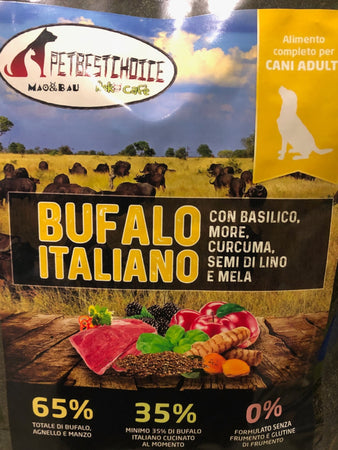 PETBESTCHOICE
MAO&BAU
Alimento
completo per
CANI ADULTI
BUFALO
ITALIANO
CON BASILICO,
MORE,
CURCUMA,
SEMI DI LINO
E MELA
65%
TOTALE DI BUFALO,
AGNELLO E MANZO
35%
MINIMO 35% DI BUFALO
ITALIANO CUCINATO
AL MOMENTO
0%
FORMULATO SENZA
FRUMENTO E GLUTINE
DI FRUMENTO